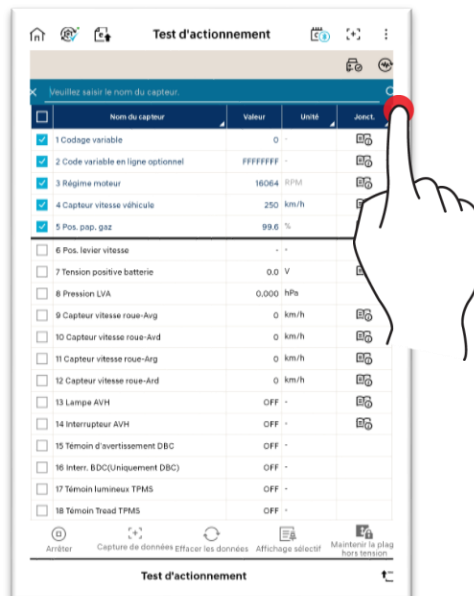 Test d'actionnement
Veuillez saisir le nom du capteur.
Nom du capteur Valeur Unité Jonct.
1 Codage variable 0 -
2 Code variable en ligne optionnel FFFFFFFF -
3 Régime moteur 16064 RPM
4 Capteur vitesse véhicule 250 km/h
5 Pos. pap. gaz 99.6 %
6 Pos. levier vitesse - -
7 Tension positive batterie 0.0 V
8 Pression LVA 0.000 hPa
9 Capteur vitesse roue-Avg 0 km/h
10 Capteur vitesse roue-Avd 0 km/h
11 Capteur vitesse roue-Arg 0 km/h
12 Capteur vitesse roue-Ard 0 km/h
13 Lampe AVH OFF -
14 Interrupteur AVH OFF -
15 Témoin d'avertissement DBC OFF -
16 Interr. BDC(Uniquement DBC) OFF -
17 Témoin lumineux TPMS OFF -
18 Témoin Tread TPMS OFF -
Arrêter Capture de données Effacer les données Affichage sélectif Maintenir la plag
hors tension
Test d'actionnement